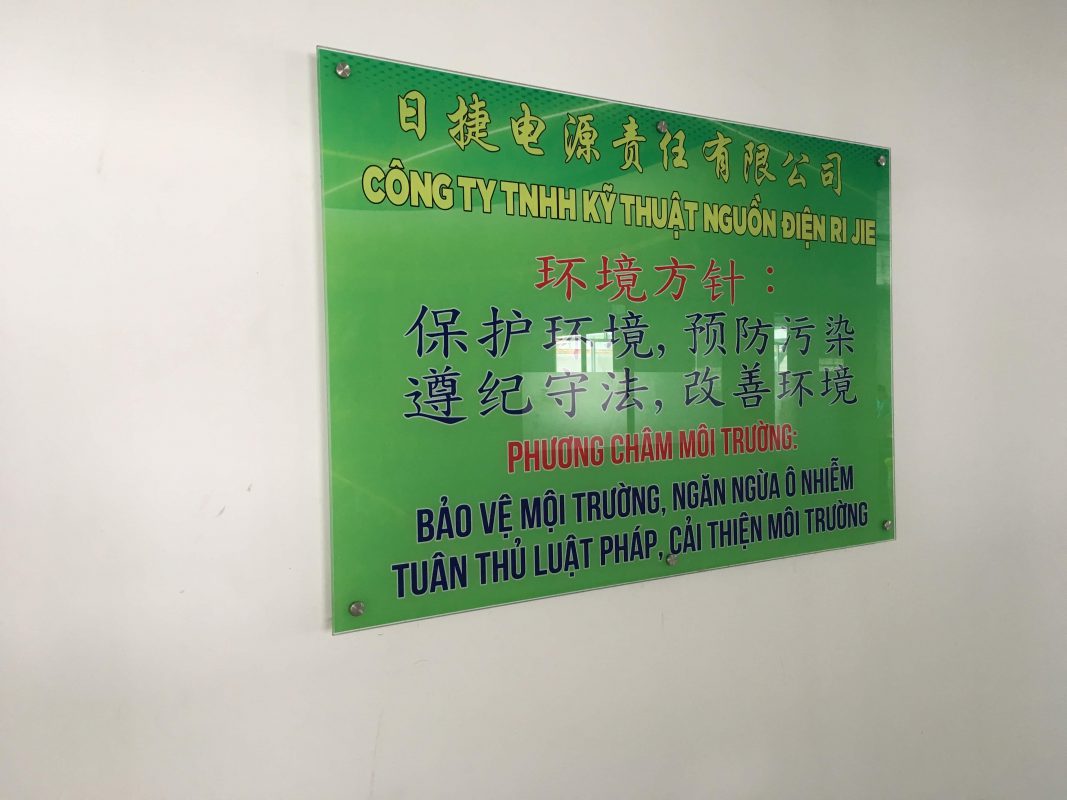 日捷电源责任有限公司
CÔNG TY TNHH KỸ THUẬT NGUỒN ĐIỆN RI JIE
环境方针：
保护环境,预防污染
遵纪守法,改善环境
PHƯƠNG CHÂM MÔI TRƯỜNG:
BẢO VỆ MỘI TRƯỜNG, NGĂN NGỪA Ô NHIỄM
TUÂN THỦ LUẬT PHÁP, CẢI THIỆN MÔI TRƯỜNG